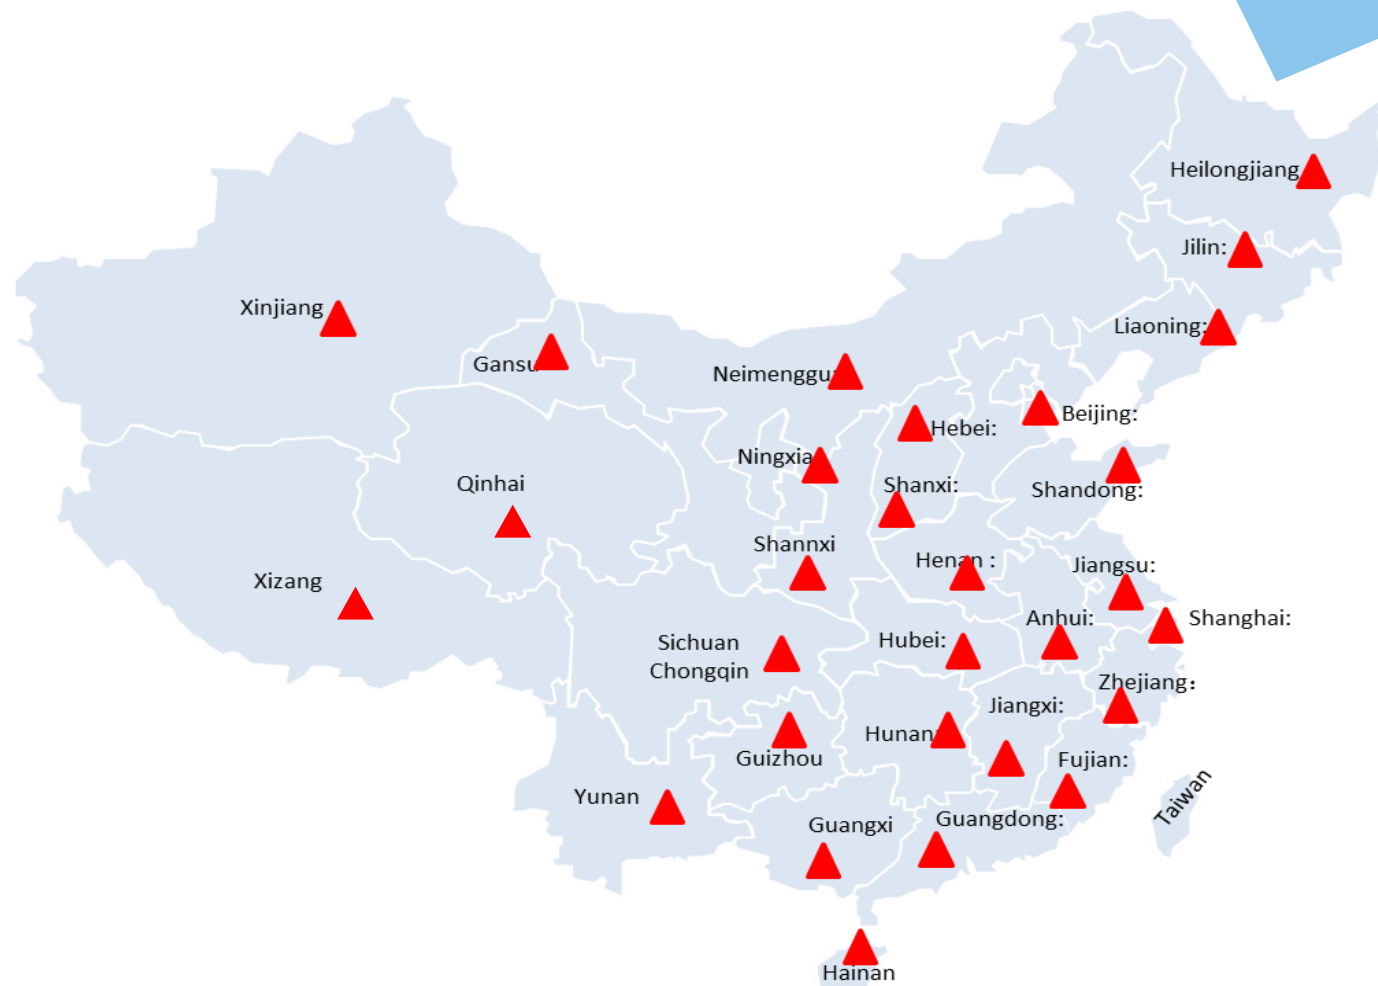 Heilongjiang
Jilin:
Xinjiang
Liaoning:
Gansu
Neimenggu:
Beijing:
Hebei:
Ningxia
Qinhai
Shanxi:
Shandong:
Shannxi
Henan :
Jiangsu:
Xizang
Anhui:
Shanghai:
Sichuan
Chongqin
Hubei:
Zhejiang：
Jiangxi:
Hunan:
Guizhou
Fujian:
Yunan
Taiwan
Guangxi
Guangdong:
Hainan